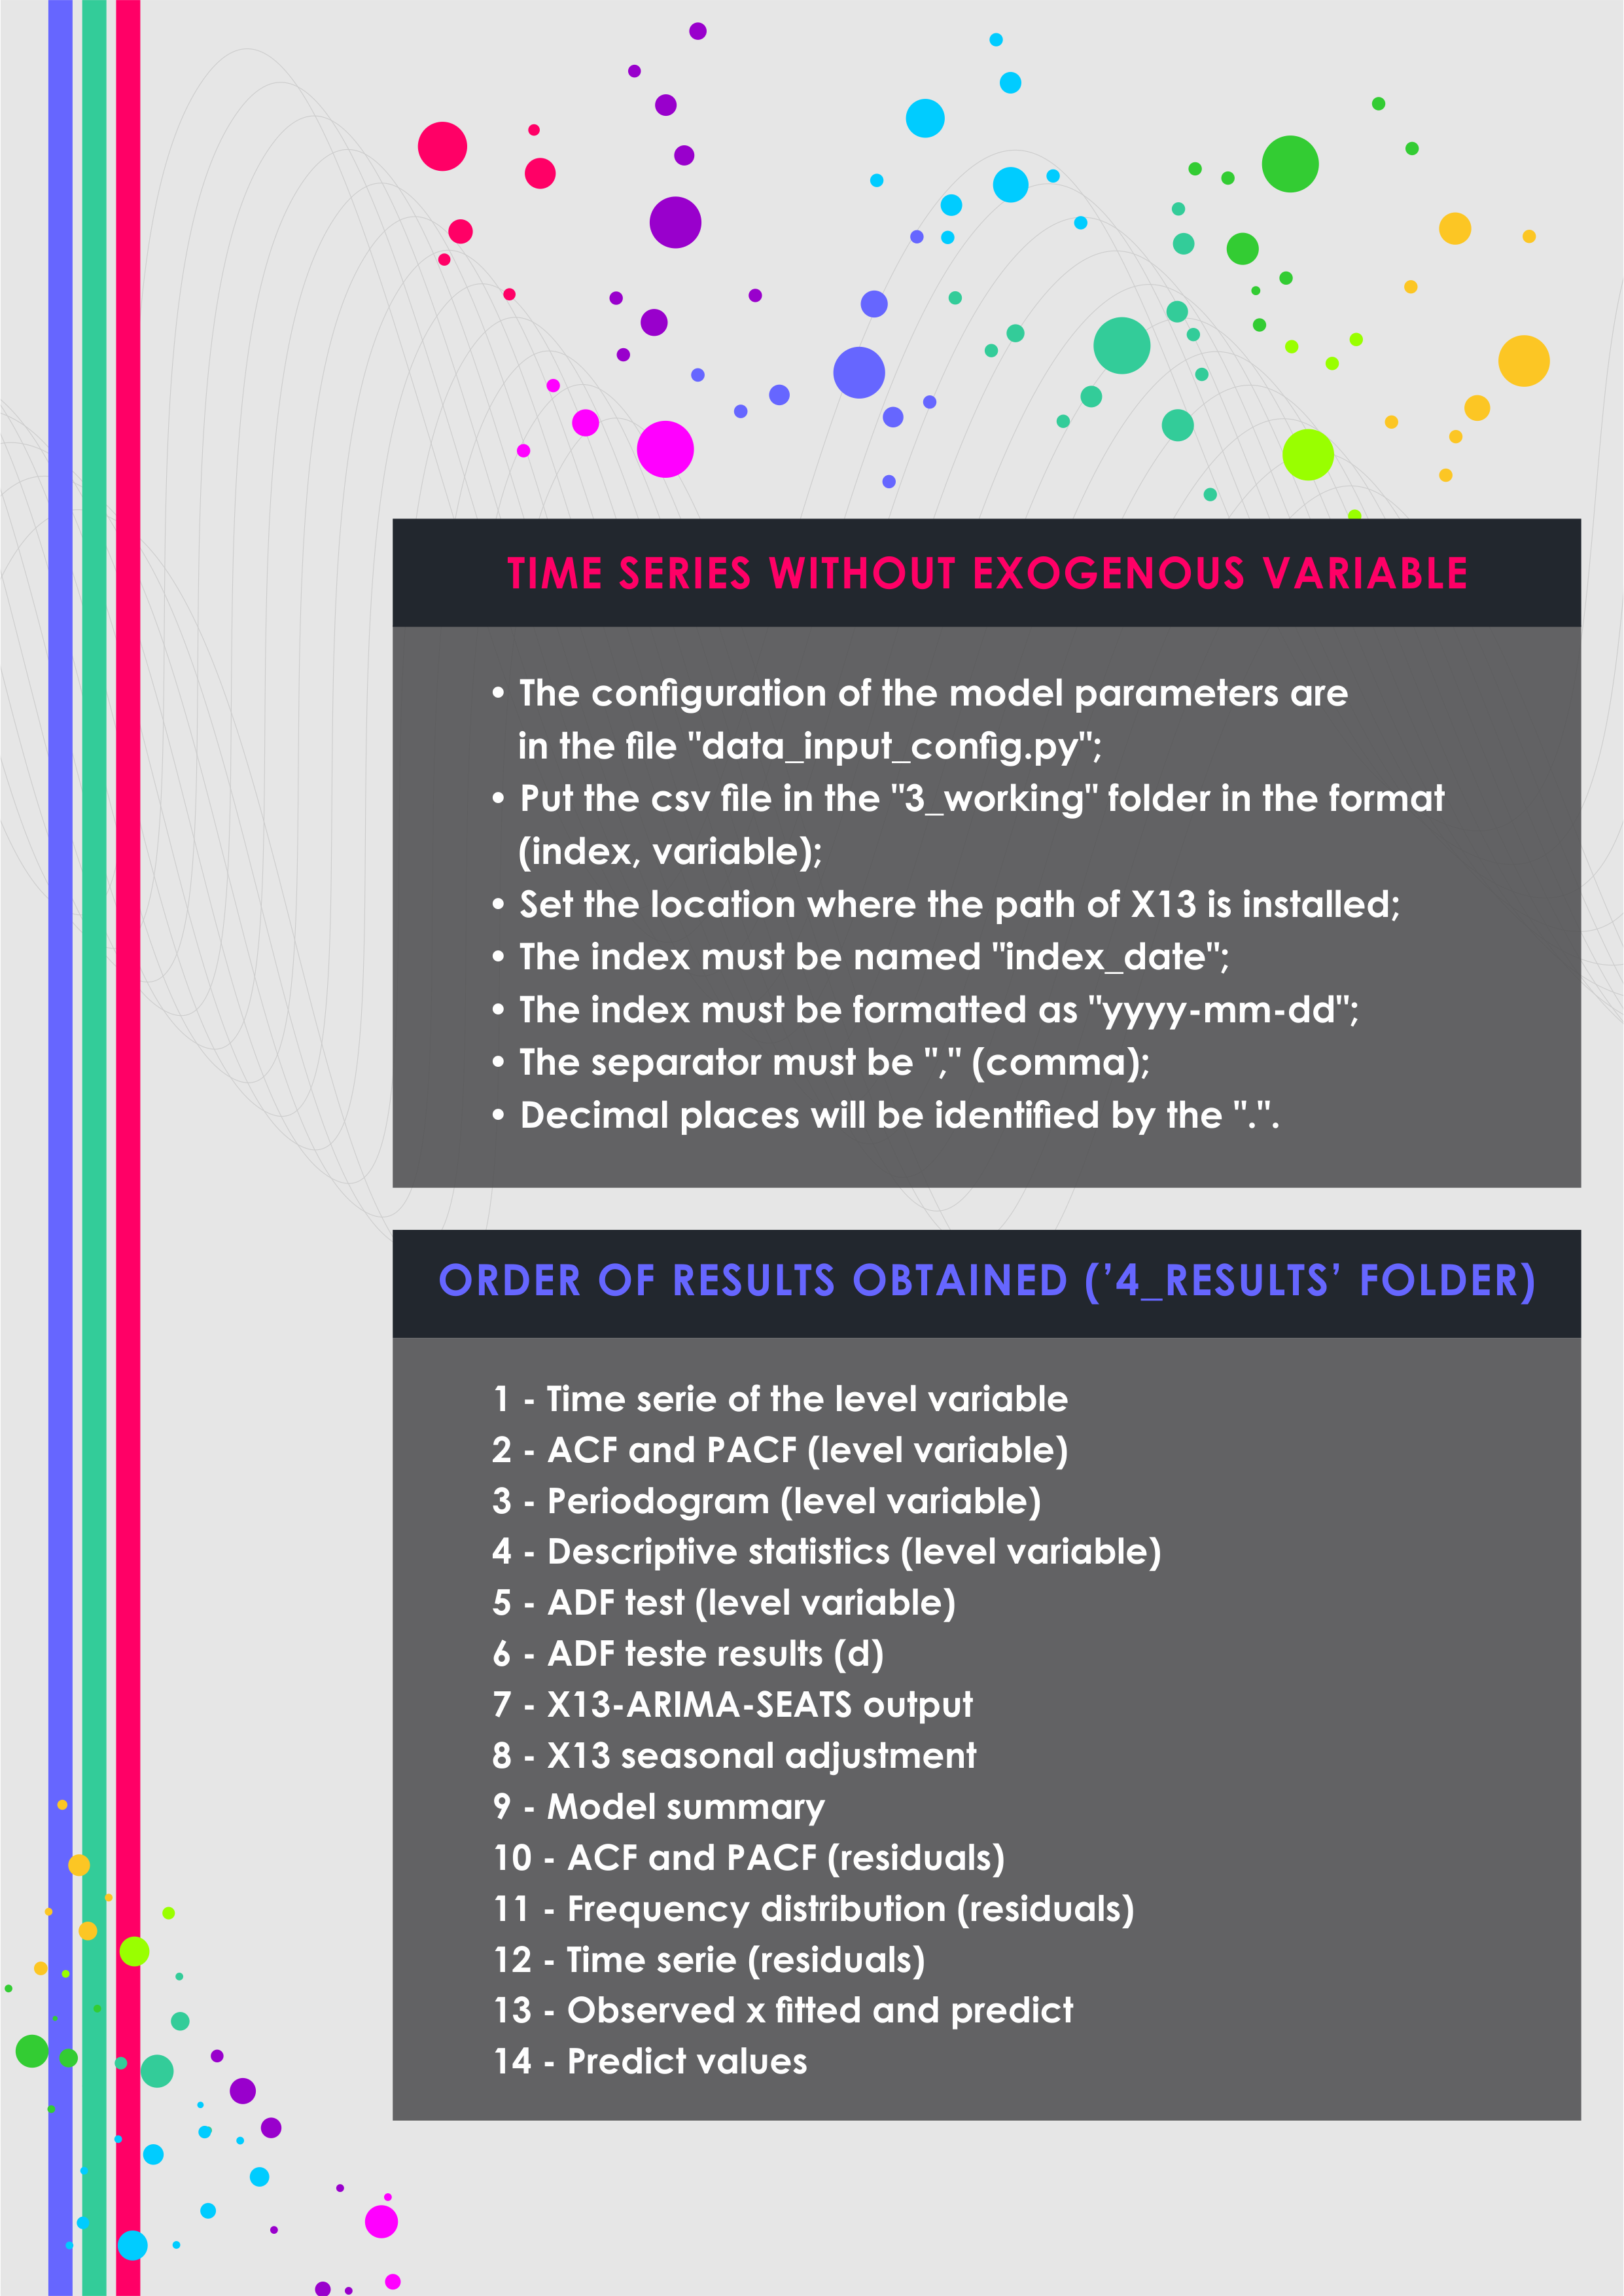 TIME SERIES WITHOUT EXOGENOUS VARIABLE
• The configuration of the model parameters are
in the file "data_input_config.py";
• Put the csv file in the "3_working" folder in the format
(index, variable);
• Set the location where the path of X13 is installed;
• The index must be named "index_date";
• The index must be formatted as "yyyy-mm-dd";
• The separator must be "," (comma);
• Decimal places will be identified by the ".".
ORDER OF RESULTS OBTAINED (’4_RESULTS’ FOLDER)
1 - Time serie of the level variable
2 - ACF and PACF (level variable)
3 - Periodogram (level variable)
4 - Descriptive statistics (level variable)
5 - ADF test (level variable)
6 - ADF teste results (d)
7 - X13-ARIMA-SEATS output
8 - X13 seasonal adjustment
9 - Model summary
10 - ACF and PACF (residuals)
11 - Frequency distribution (residuals)
12 - Time serie (residuals)
13 - Observed x fitted and predict
14 - Predict values